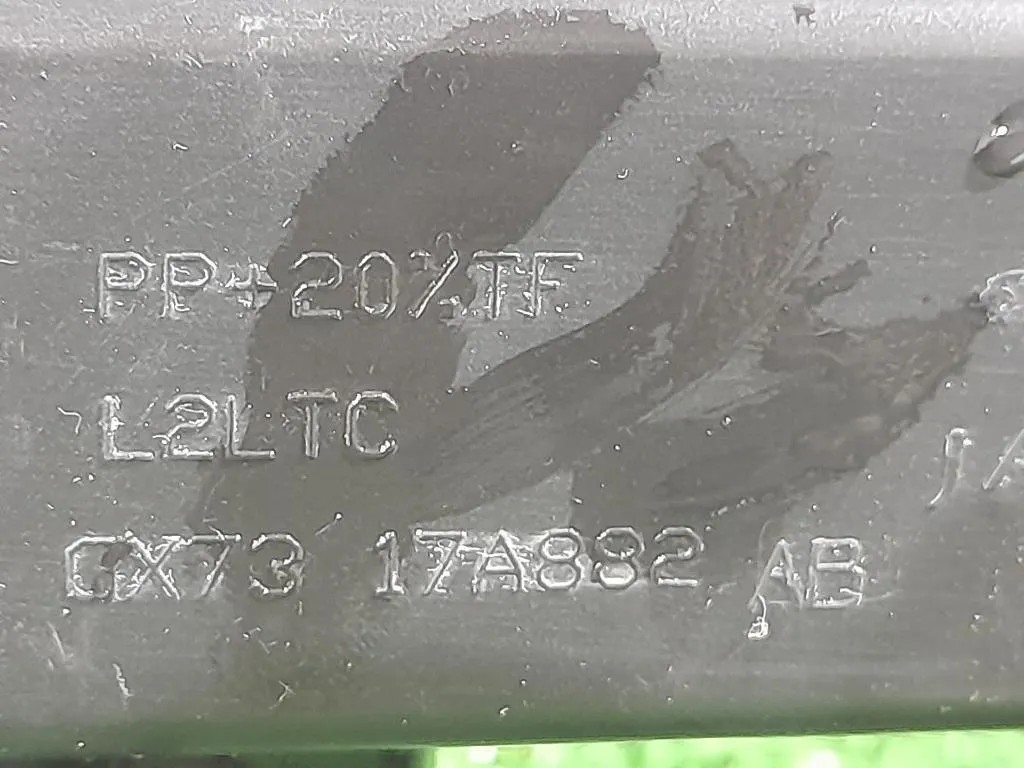 PP+20%TF
L2LTC
GX73 17A882 AB